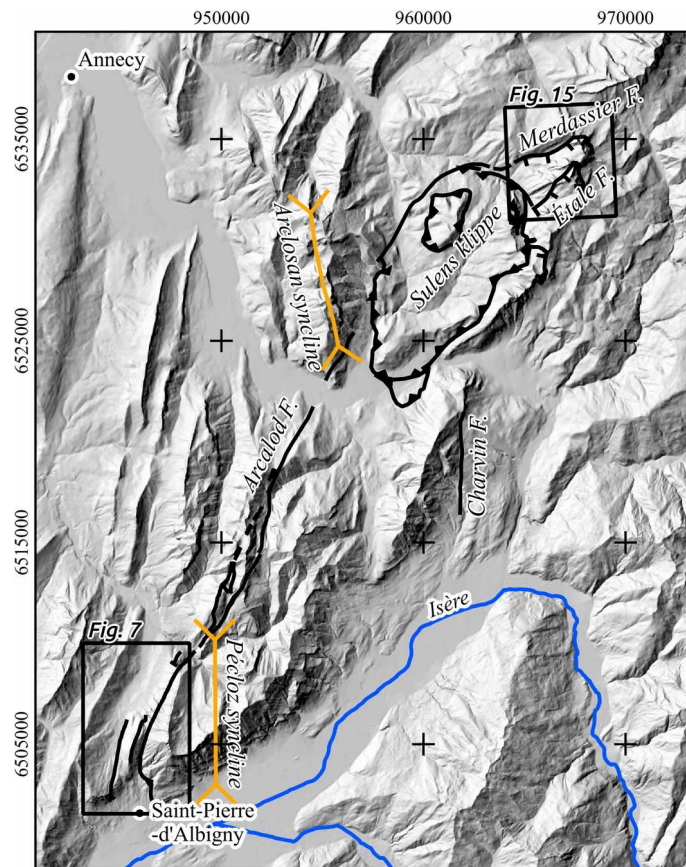 950000
960000
970000
Annecy
Fig. 15
Merdassier F.
6535000
Étale F.
Arclosan syncline
Sulens klippe
6525000
Arcalod F.
Charvin F.
6515000
Isère
Fig. 7
Pécloz syncline
6505000
Saint-Pierre
-d'Albigny